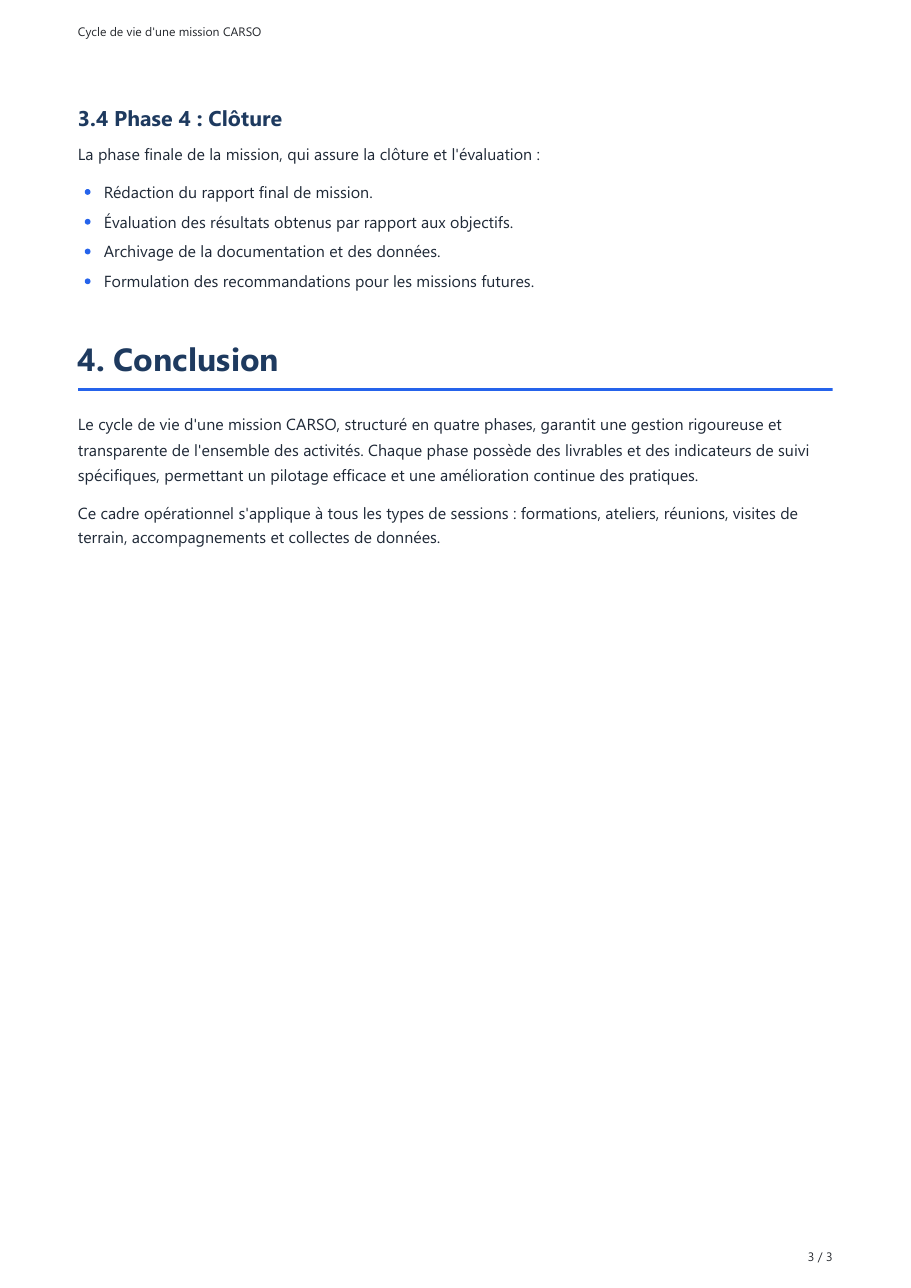 Cycle de vie d'une mission CARSO
3.4 Phase 4 : Clôture
La phase finale de la mission, qui assure la clôture et l'évaluation :
• Rédaction du rapport final de mission.
• Évaluation des résultats obtenus par rapport aux objectifs.
• Archivage de la documentation et des données.
• Formulation des recommandations pour les missions futures.
4. Conclusion
Le cycle de vie d'une mission CARSO, structuré en quatre phases, garantit une gestion rigoureuse et
transparente de l'ensemble des activités. Chaque phase possède des livrables et des indicateurs de suivi
spécifiques, permettant un pilotage efficace et une amélioration continue des pratiques.
Ce cadre opérationnel s'applique à tous les types de sessions : formations, ateliers, réunions, visites de
terrain, accompagnements et collectes de données.
3 / 3